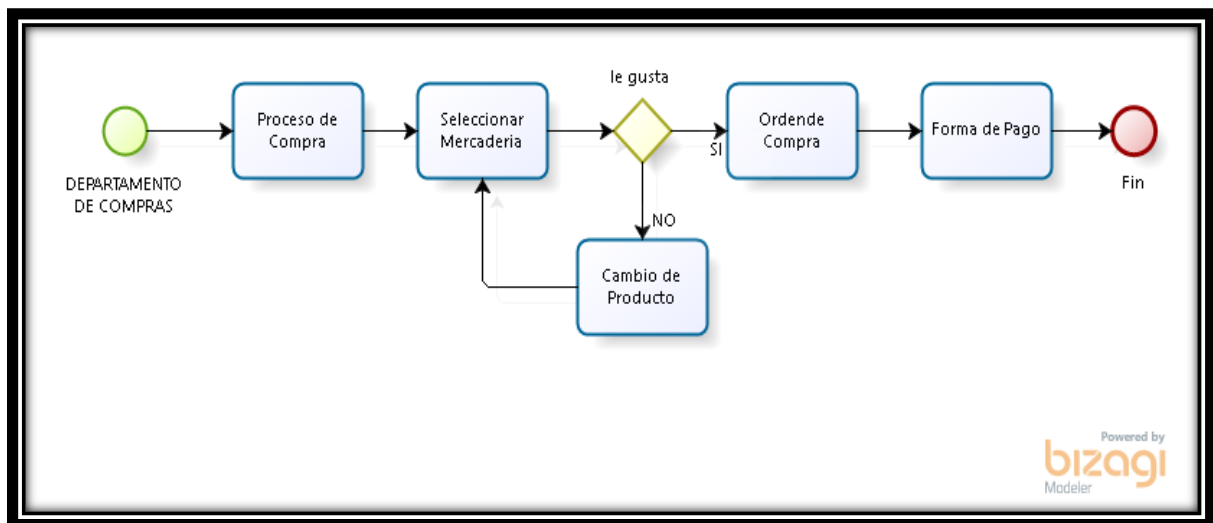 DEPARTAMENTO
DE COMPRAS
Proceso de
Compra
Seleccionar
Mercaderia
le gusta
SI
NO
Cambio de
Producto
Ordende
Compra
Forma de Pago
Fin
Powered by
bizagi
Modeler